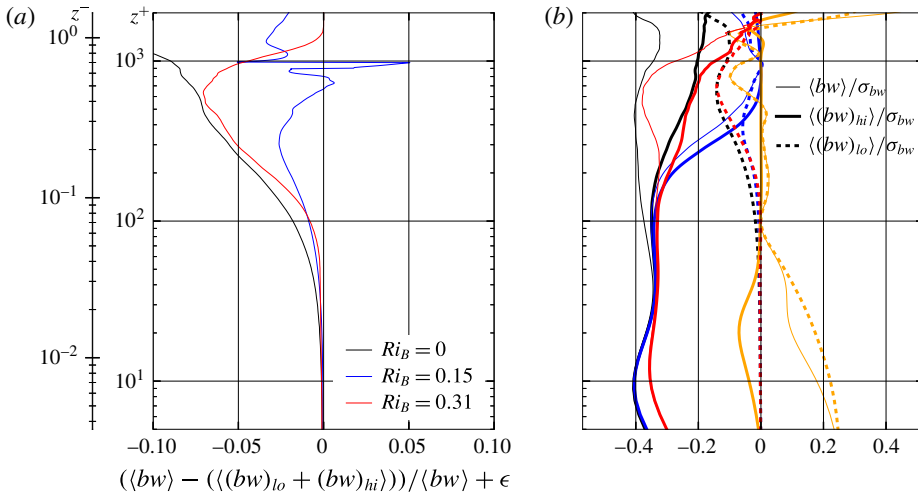 (a)
z⁻
z⁺
10⁰
10⁻¹
10⁻²
10³
10²
10¹
Ri_B = 0
Ri_B = 0.15
Ri_B = 0.31
−0.10 −0.05 0 0.05 0.10
(⟨bw⟩ − (⟨(bw)_lo + (bw)_hi⟩))/⟨bw⟩ + ϵ
(b)
⟨bw⟩/σ_bw
⟨(bw)_hi⟩/σ_bw
⟨(bw)_lo⟩/σ_bw
−0.4 −0.2 0 0.2 0.4